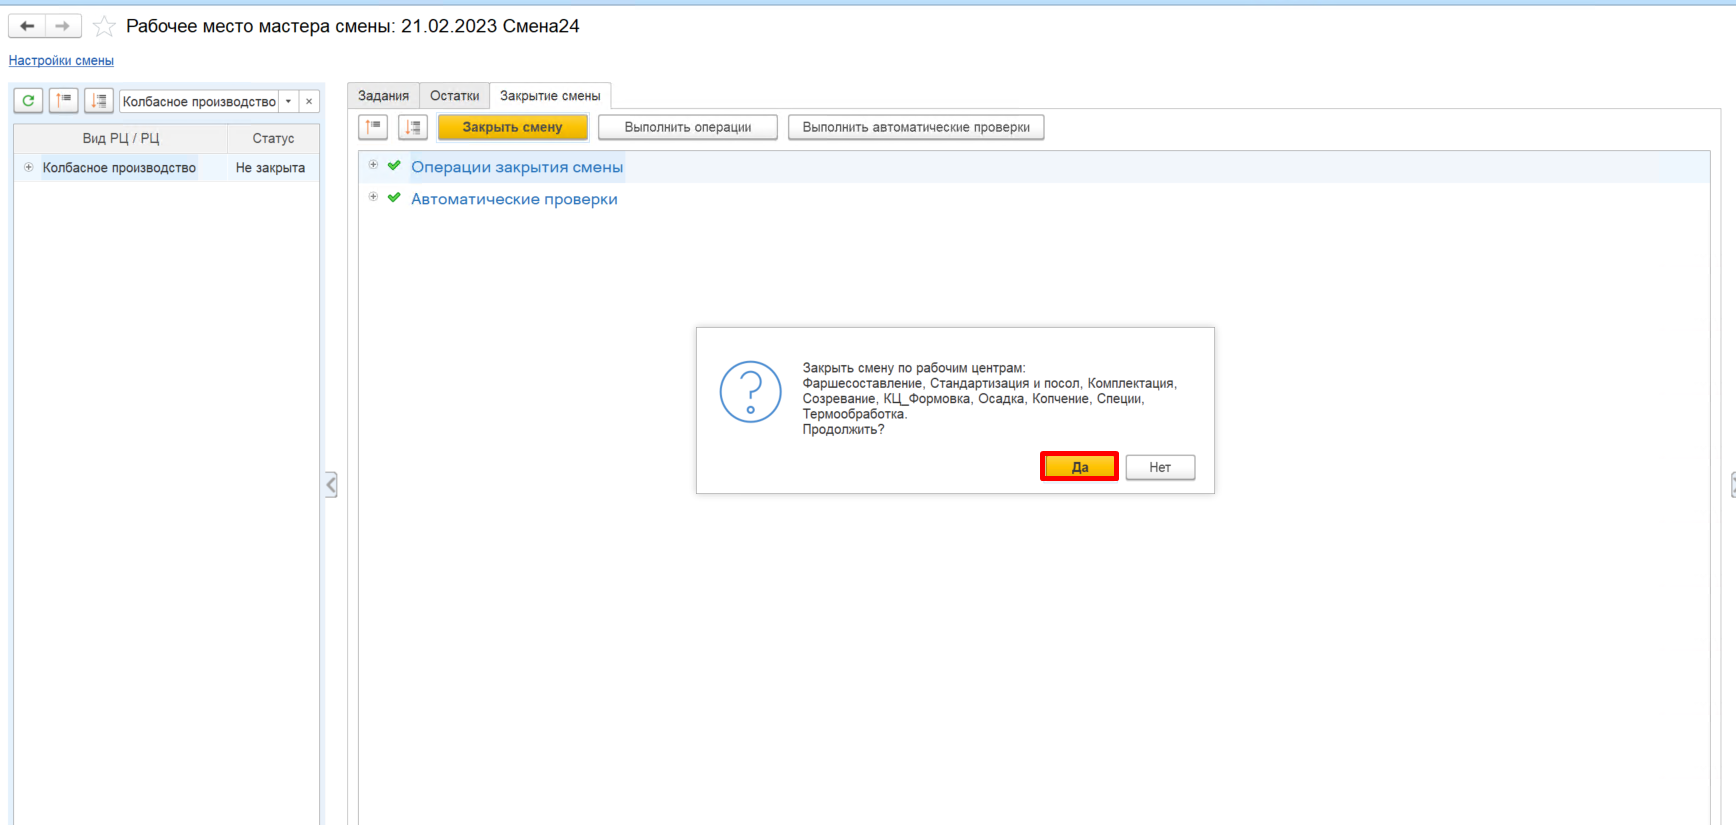 Рабочее место мастера смены: 21.02.2023 Смена24
Настройки смены
Колбасное производство
Вид РЦ / РЦ Статус
Колбасное производство Не закрыта
Задания Остатки Закрытие смены
Закрыть смену Выполнить операции Выполнить автоматические проверки
Операции закрытия смены
Автоматические проверки
Закрыть смену по рабочим центрам:
Фаршесоставление, Стандартизация и посол, Комплектация,
Созревание, КЦ_Формовка, Осадка, Копчение, Специи,
Термообработка.
Продолжить?
Да Нет